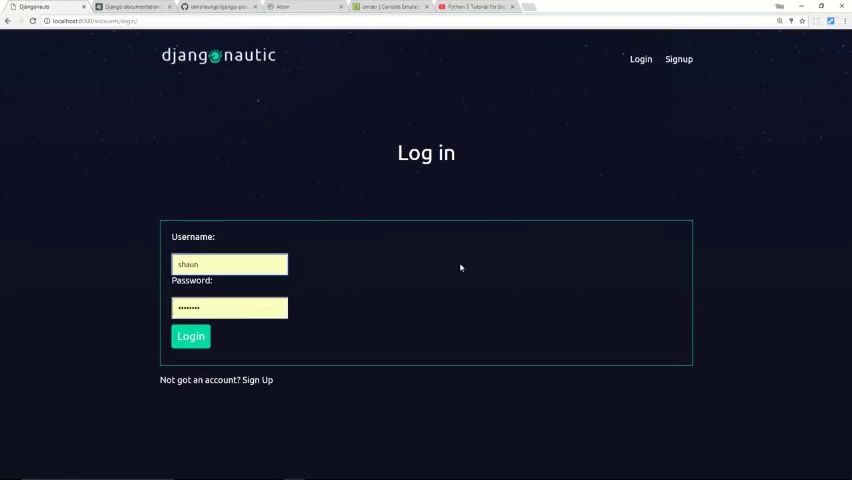 Djangonauts
Django documentation
iamshaunjp/django-pla
Atom
cmder | Console Emulat
Python 3 Tutorial for Beg
localhost:8000/accounts/login/
djangonautic
Login
Signup
Log in
Username:
shaun
Password:
••••••••
Login
Not got an account? Sign Up